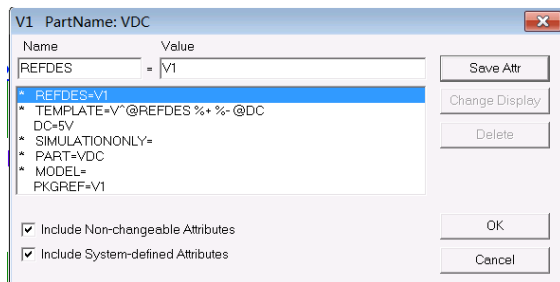 V1 PartName: VDC
Name Value
REFDES = V1
Save Attr
* REFDES=V1
* TEMPLATE=V^@REFDES %+ %- @DC
DC=5V
* SIMULATIONONLY=
* PART=VDC
* MODEL=
PKGREF=V1
Change Display
Delete
Include Non-changeable Attributes
Include System-defined Attributes
OK
Cancel